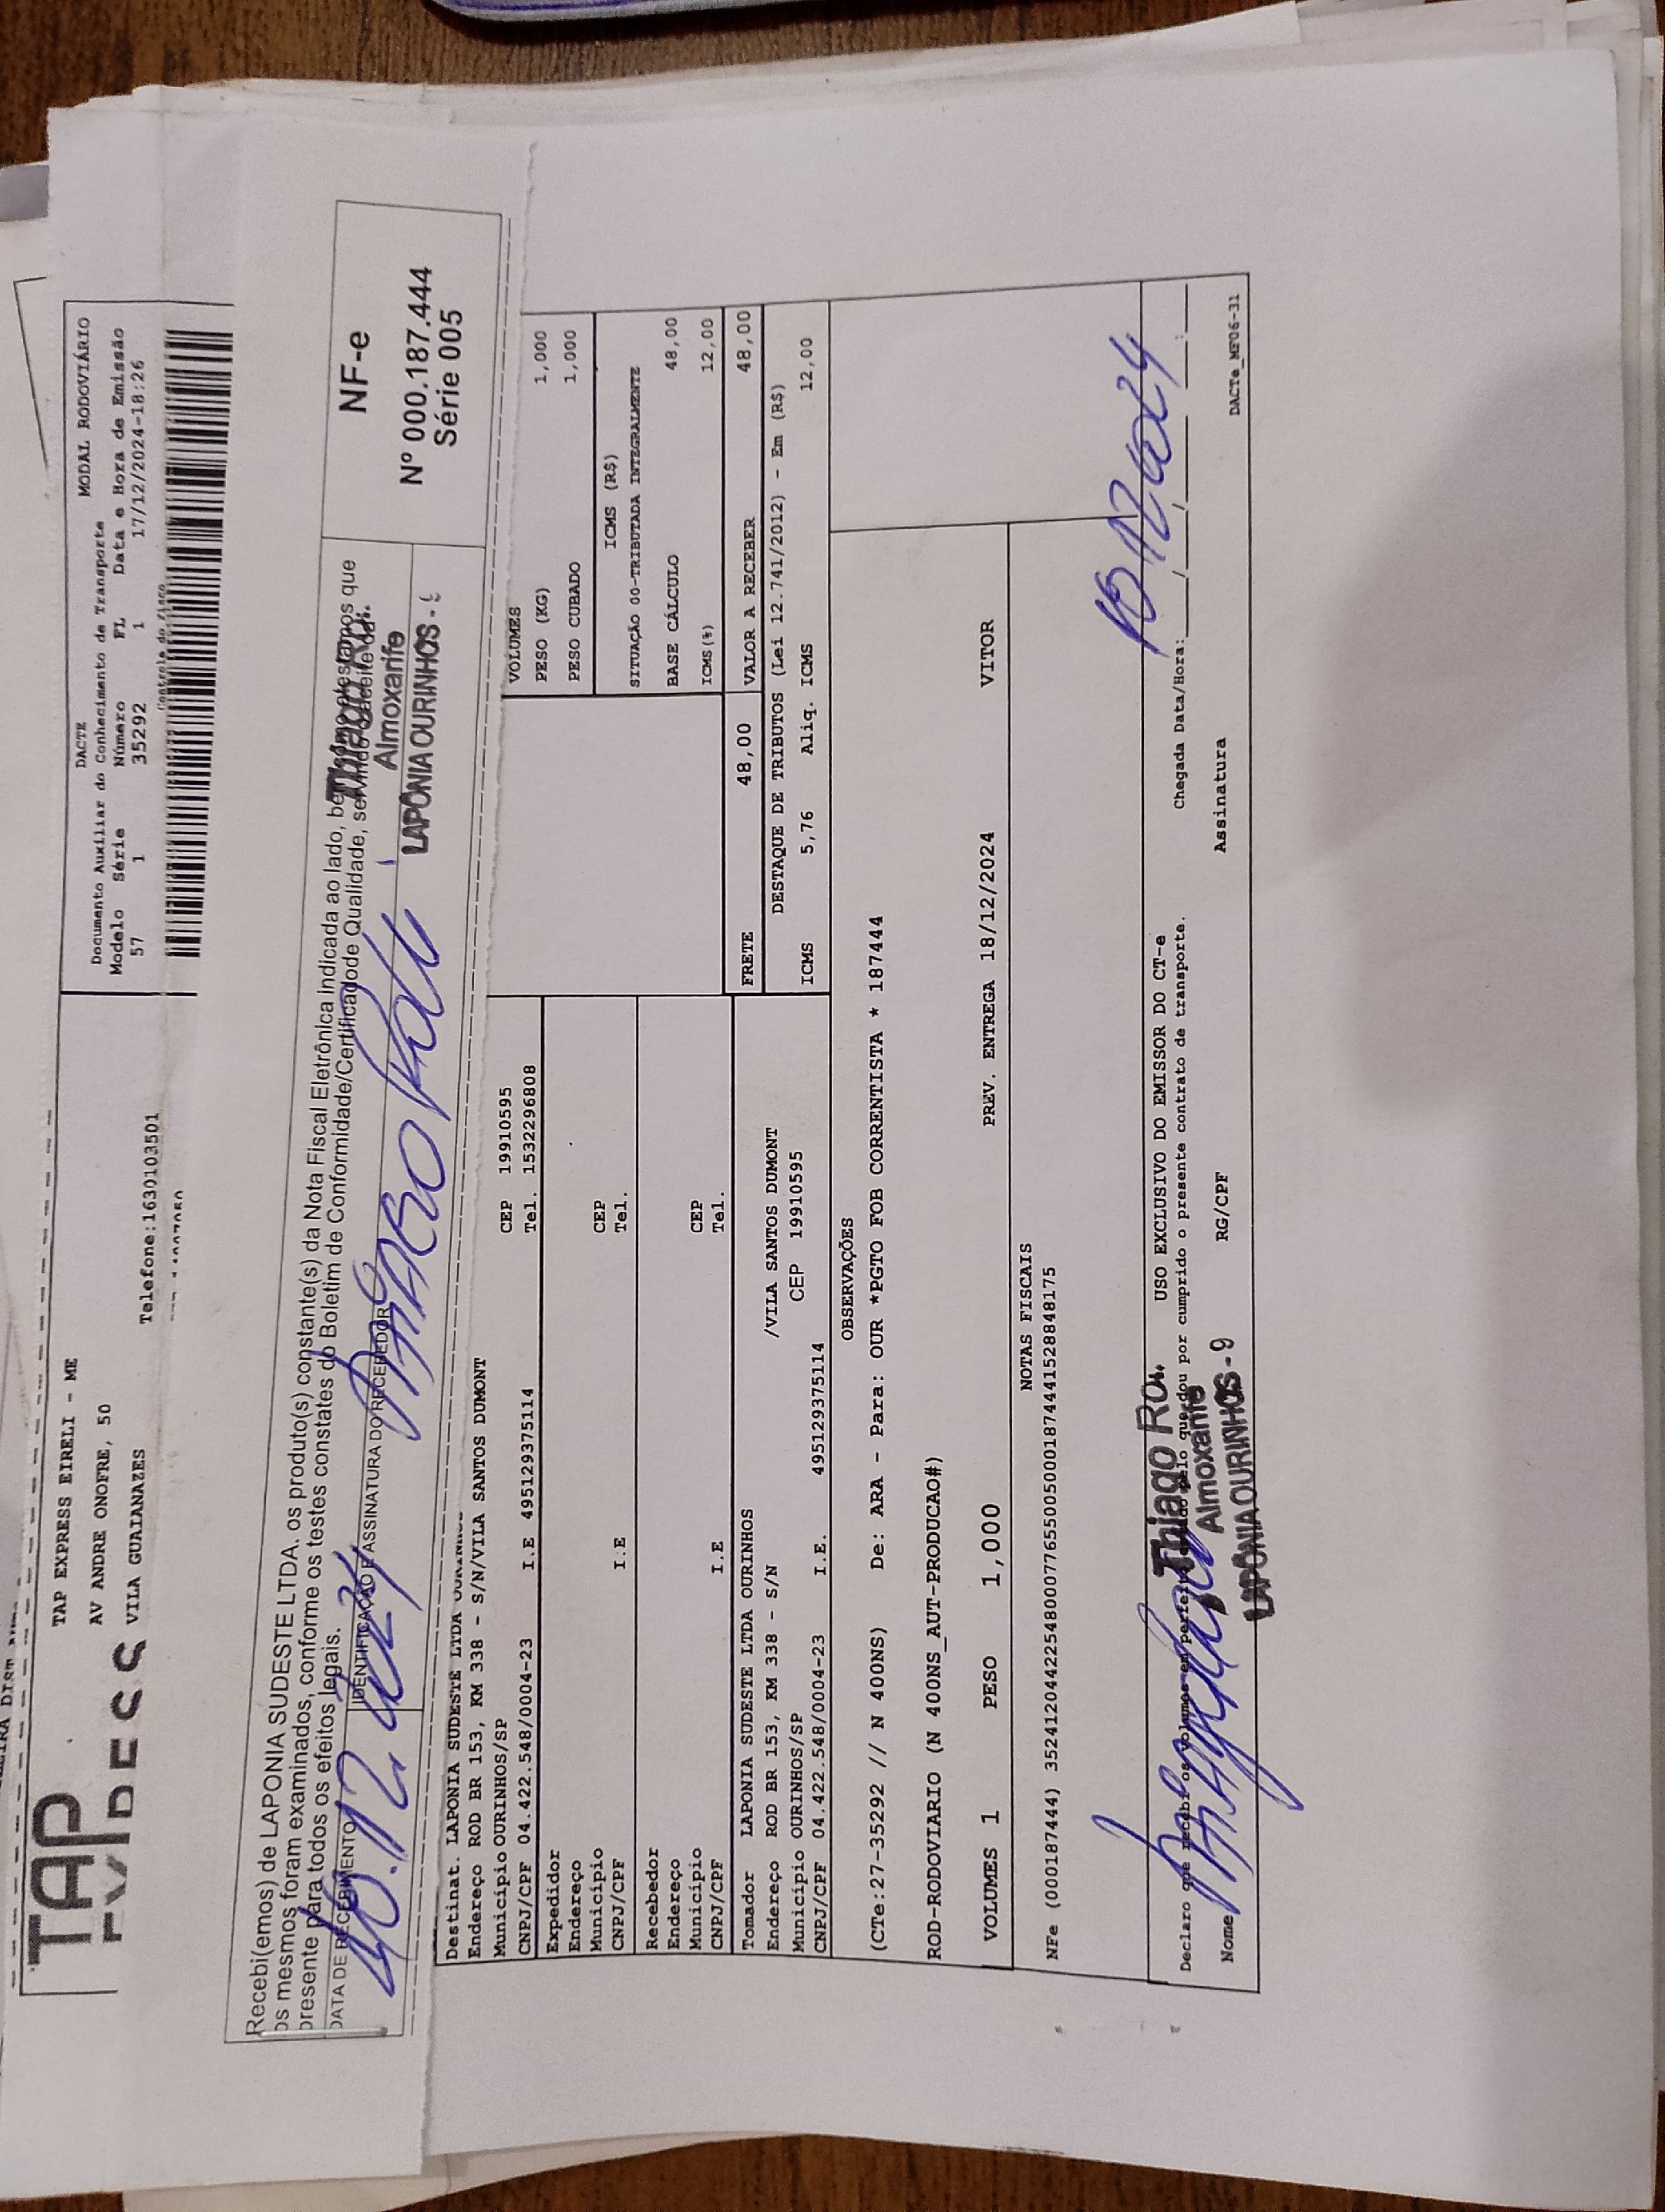 TAP
TAP EXPRESS EIRELI - ME
AV ANDRE ONOFRE, 50
VILA GUAIANAZES
Telefone:1630103501
DACTE
MODAL RODOVIÁRIO
Documento Auxiliar do Conhecimento de Transporte
Modelo Série Número FL Data e Hora de Emissão
57 1 35292 1 17/12/2024-18:26
Controle do Fisco
Recebi(emos) de LAPONIA SUDESTE LTDA, os produto(s) constante(s) da Nota Fiscal Eletrônica indicada ao lado, bem como atestamos que
os mesmos foram examinados, conforme os testes constates do Boletim de Conformidade/Certificado de Qualidade, servindo o aceite da
presente para todos os efeitos legais.
DATA DE RECEBIMENTO
IDENTIFICAÇÃO E ASSINATURA DO RECEBEDOR
Almoxarife
LAPÔNIA OURINHOS
NF-e
Nº 000.187.444
Série 005
Destinat. LAPONIA SUDESTE LTDA OURINHOS
Endereço ROD BR 153, KM 338 - S/N/VILA SANTOS DUMONT
Município OURINHOS/SP CEP 19910595
CNPJ/CPF 04.422.548/0004-23 I.E 495129375114 Tel. 1532296808
Expedidor
Endereço
Município CEP
CNPJ/CPF I.E Tel.
Recebedor
Endereço
Município CEP
CNPJ/CPF I.E Tel.
VOLUMES
PESO (KG) 1,000
PESO CUBADO 1,000
ICMS (R$)
SITUAÇÃO 00-TRIBUTADA INTEGRALMENTE
BASE CÁLCULO 48,00
ICMS(%) 12,00
Tomador LAPONIA SUDESTE LTDA OURINHOS
Endereço ROD BR 153, KM 338 - S/N /VILA SANTOS DUMONT
Município OURINHOS/SP CEP 19910595
CNPJ/CPF 04.422.548/0004-23 I.E. 495129375114
FRETE 48,00 VALOR A RECEBER 48,00
DESTAQUE DE TRIBUTOS (Lei 12.741/2012) - Em (R$)
ICMS 5,76 Aliq. ICMS 12,00
OBSERVAÇÕES
(CTe:27-35292 // N 400NS) De: ARA - Para: OUR *PGTO FOB CORRENTISTA * 187444
ROD-RODOVIARIO (N 400NS_AUT-PRODUCAO#)
VOLUMES 1 PESO 1,000 PREV. ENTREGA 18/12/2024 VITOR
NOTAS FISCAIS
NFe (000187444) 35241204422548000776550050001874441528848175
USO EXCLUSIVO DO EMISSOR DO CT-e
Declaro que recebi os volumes em perfeito estado pelo que dou por cumprido o presente contrato de transporte.
Chegada Data/Hora:
Nome RG/CPF Assinatura
Thiago Ro.
Almoxarife
LAPÔNIA OURINHOS - 9
DACTe_MF06-31